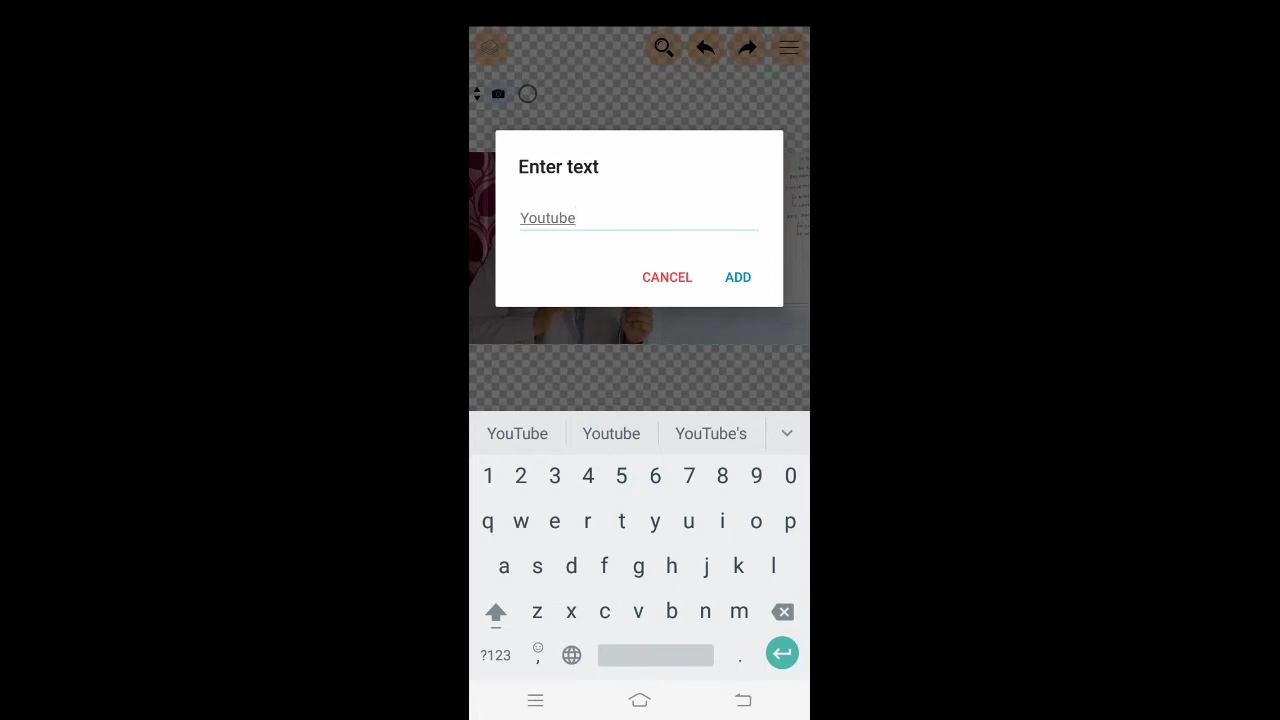 Enter text
Youtube
CANCEL ADD
YouTube Youtube YouTube's
1 2 3 4 5 6 7 8 9 0
q w e r t y u i o p
a s d f g h j k l
z x c v b n m
?123 , .